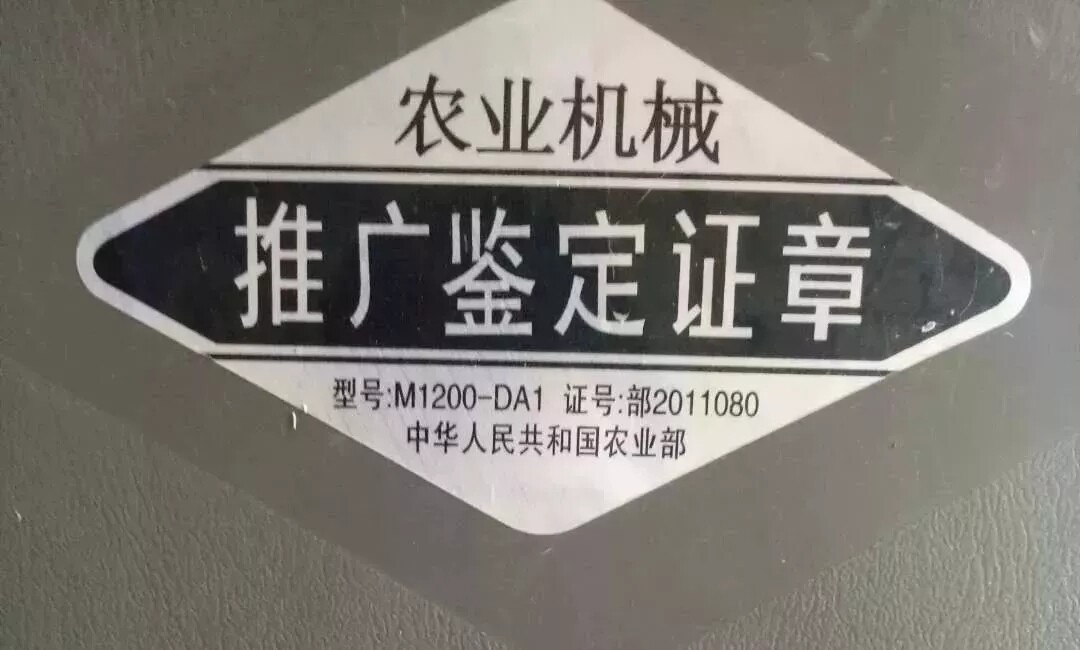 农业机械
推广鉴定证章
型号:M1200-DA1 证号:部2011080
中华人民共和国农业部